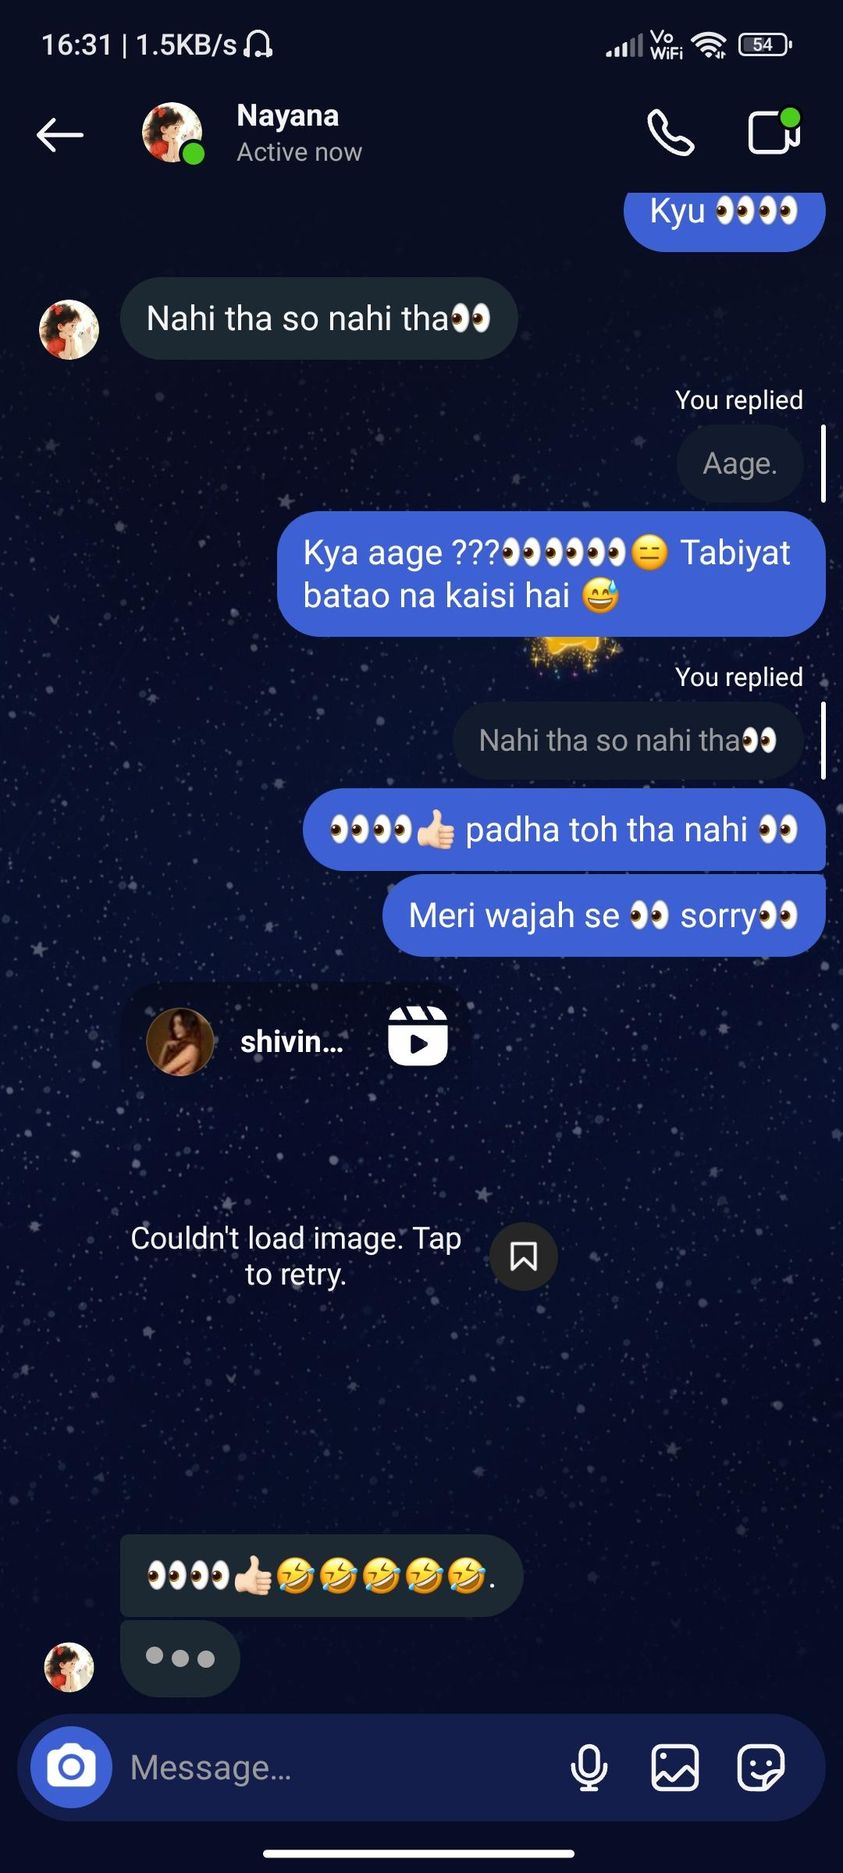 16:31 | 1.5KB/s
Vo
WiFi
54
Nayana
Active now
Kyu 👀👀
Nahi tha so nahi tha👀
You replied
Aage.
Kya aage ???👀👀👀😑 Tabiyat
batao na kaisi hai 😅
You replied
Nahi tha so nahi tha👀
👀👀👍🏻 padha toh tha nahi 👀
Meri wajah se 👀 sorry👀
shivin...
Couldn't load image. Tap
to retry.
👀👀👍🏻🤣🤣🤣🤣🤣.
Message...